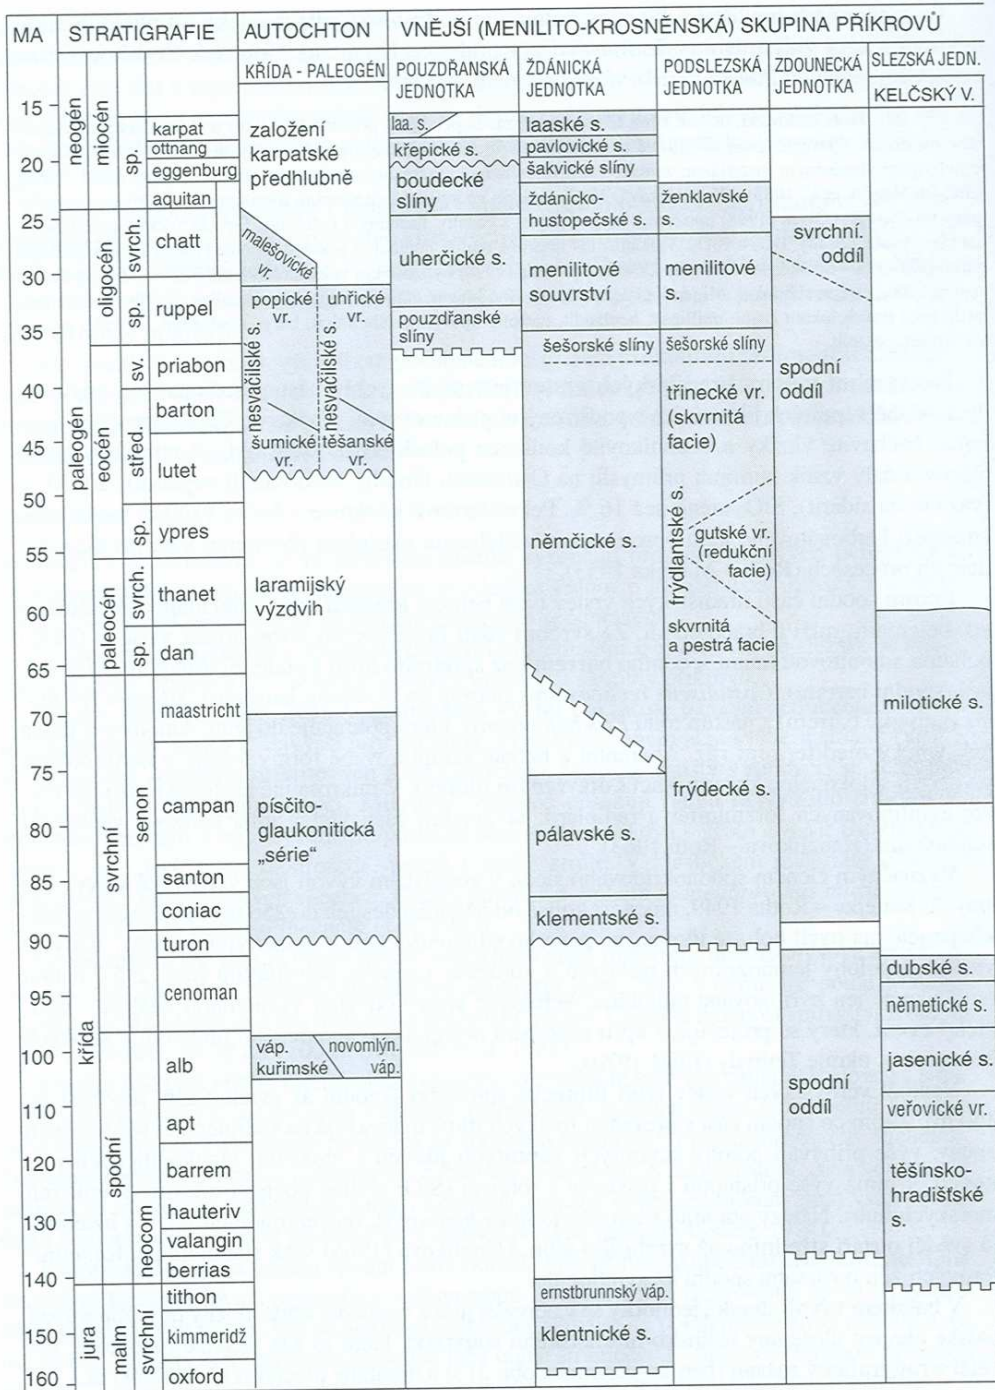 MA
STRATIGRAFIE
AUTOCHTON
VNĚJŠÍ (MENILITO-KROSNĚNSKÁ) SKUPINA PŘÍKROVŮ
KŘÍDA - PALEOGÉN
POUZDŘANSKÁ
JEDNOTKA
ŽDÁNICKÁ
JEDNOTKA
PODSLEZSKÁ
JEDNOTKA
ZDOUNECKÁ
JEDNOTKA
SLEZSKÁ JEDN.
KELČSKÝ V.
15
20
25
30
35
40
45
50
55
60
65
70
75
80
85
90
95
100
110
120
130
140
150
160
neogén
paleogén
křída
jura
miocén
oligocén
eocén
paleocén
svrchní
spodní
malm
sp.
svrch.
sp.
sv.
střed.
sp.
svrch.
sp.
senon
neocom
svrchní
karpat
ottnang
eggenburg
aquitan
chatt
ruppel
priabon
barton
lutet
ypres
thanet
dan
maastricht
campan
santon
coniac
turon
cenoman
alb
apt
barrem
hauteriv
valangin
berrias
tithon
kimmeridž
oxford
založení
karpatské
předhlubně
malešovické
vr.
nesvačilské s.
popické
vr.
nesvačilské s.
uhřické
vr.
šumické
vr.
těšanské
vr.
laramijský
výzdvih
písčito-
glaukonitická
„série“
váp.
kuřimské
novomlýn.
váp.
laa. s.
křepické s.
boudecké
slíny
uherčické s.
pouzdřanské
slíny
laaské s.
pavlovické s.
šakvické slíny
ždánicko-
hustopečské s.
menilitové
souvrství
šešorské slíny
němčické s.
pálavské s.
klementské s.
ernstbrunnský váp.
klentnické s.
ženklavské
s.
menilitové
s.
šešorské slíny
třinecké vr.
(skvrnitá
facie)
frýdlantské s.
gutské vr.
(redukční
facie)
skvrnitá
a pestrá facie
frýdecké s.
svrchní.
oddíl
spodní
oddíl
spodní
oddíl
milotické s.
dubské s.
němetické s.
jasenické s.
veřovické vr.
těšínsko-
hradišťské
s.